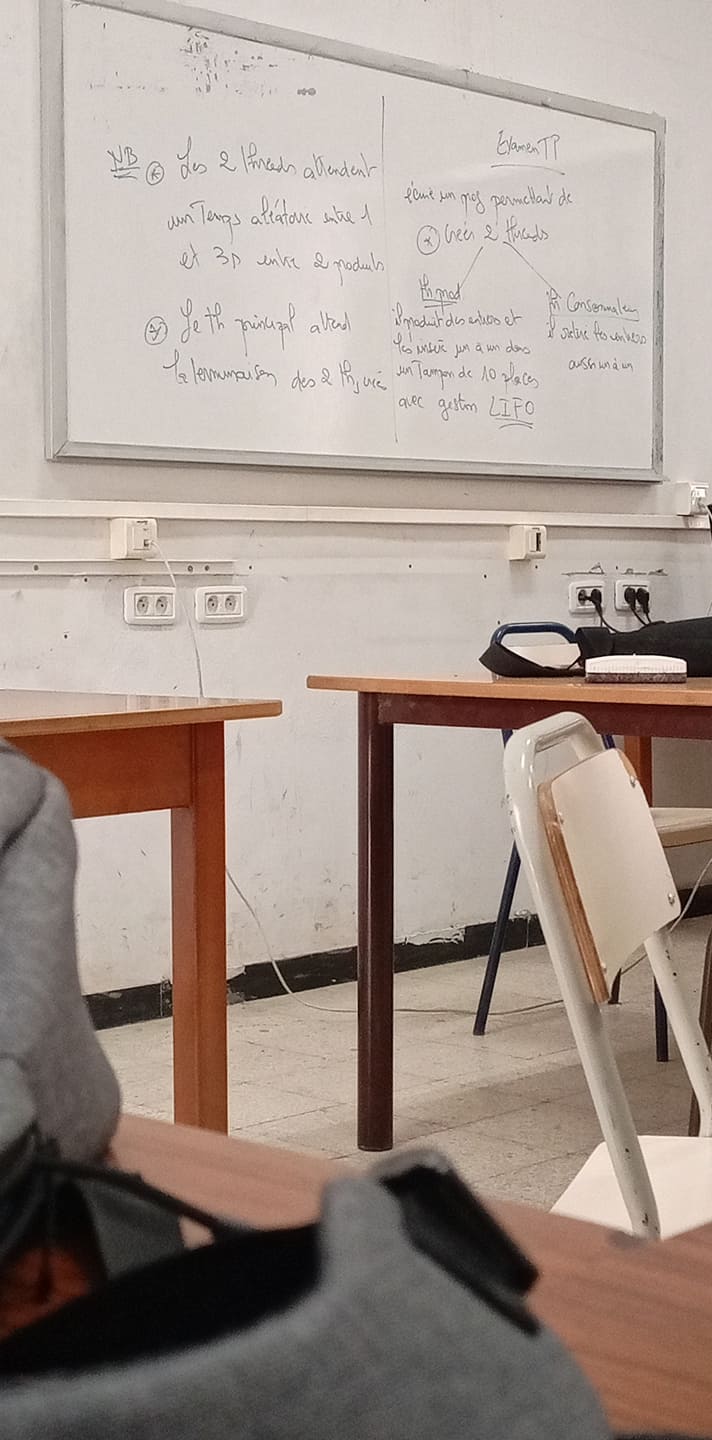 NB * Les 2 threads attendent
un Temps aléatoire entre 1
et 3s entre 2 produits
* Le th principal attend
la terminaison des 2 th, créé
Examen TP
écrire un prog permettant de
* Créer 2 threads
th prod
il produit des entiers et
les insère un à un dans
un Tampon de 10 places
avec gestion LIFO
th Consommateur
il retire les entiers
aussi un à un